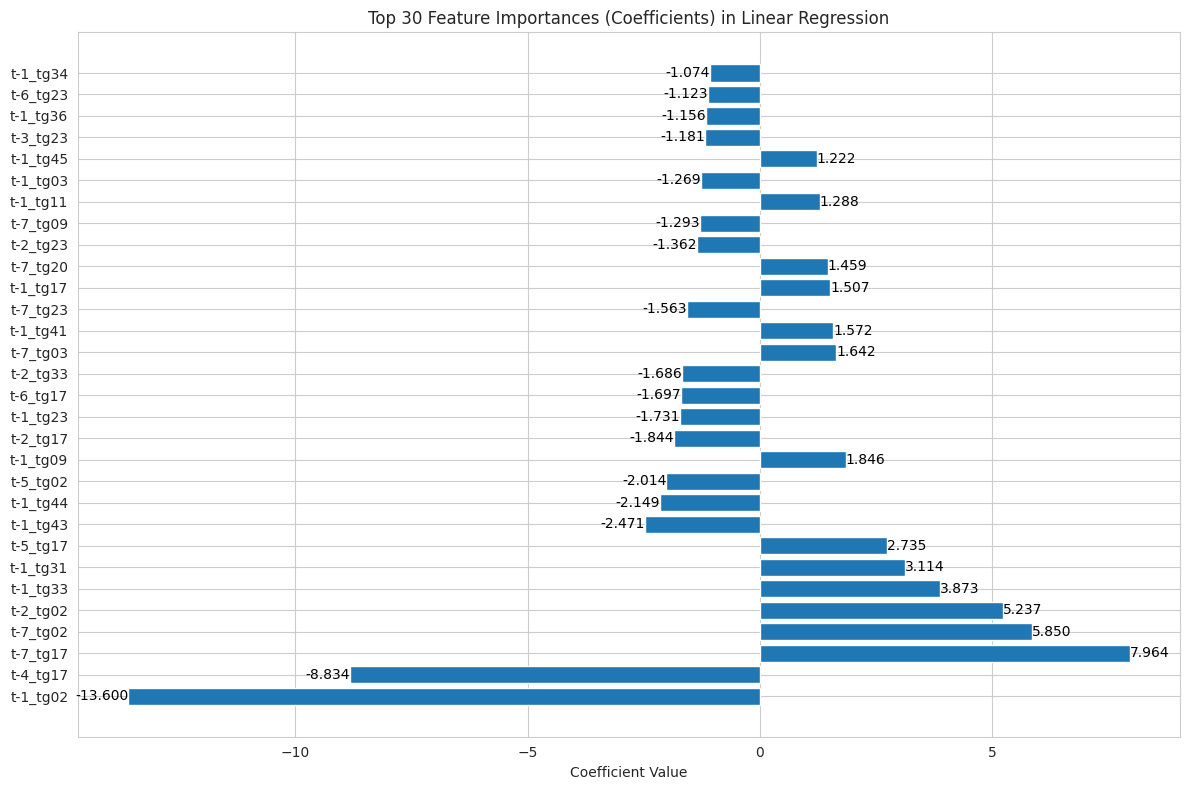 Top 30 Feature Importances (Coefficients) in Linear Regression
t-1_tg34 -1.074
t-6_tg23 -1.123
t-1_tg36 -1.156
t-3_tg23 -1.181
t-1_tg45 1.222
t-1_tg03 -1.269
t-1_tg11 1.288
t-7_tg09 -1.293
t-2_tg23 -1.362
t-7_tg20 1.459
t-1_tg17 1.507
t-7_tg23 -1.563
t-1_tg41 1.572
t-7_tg03 1.642
t-2_tg33 -1.686
t-6_tg17 -1.697
t-1_tg23 -1.731
t-2_tg17 -1.844
t-1_tg09 1.846
t-5_tg02 -2.014
t-1_tg44 -2.149
t-1_tg43 -2.471
t-5_tg17 2.735
t-1_tg31 3.114
t-1_tg33 3.873
t-2_tg02 5.237
t-7_tg02 5.850
t-7_tg17 7.964
t-4_tg17 -8.834
t-1_tg02 -13.600
−10 −5 0 5
Coefficient Value